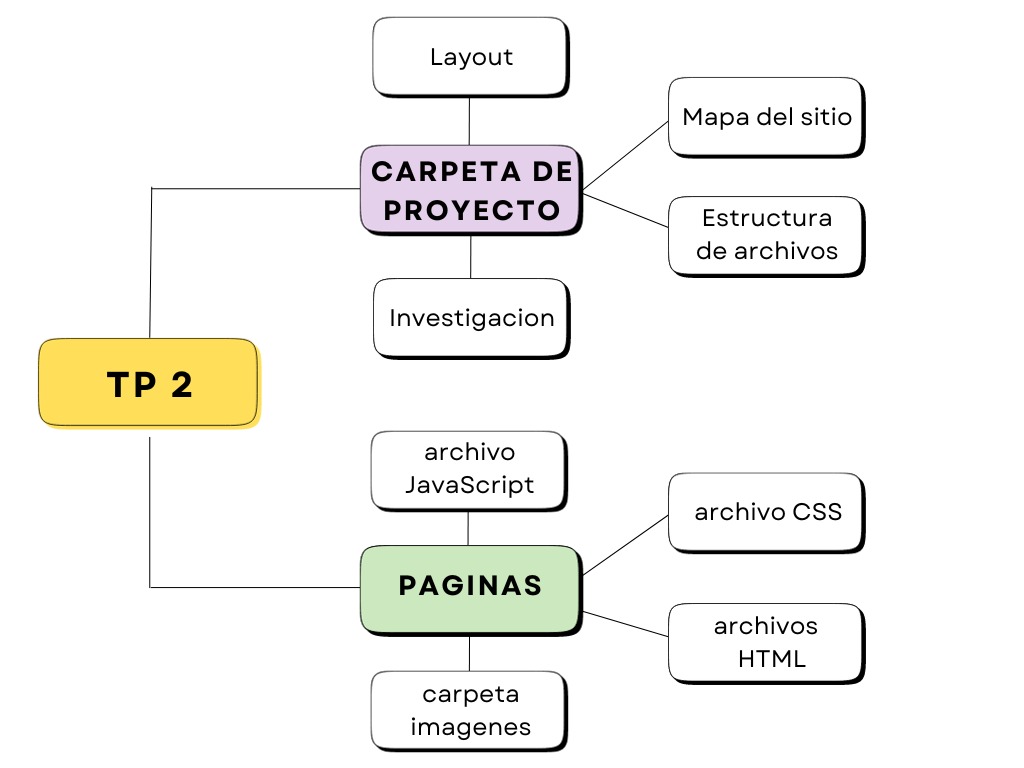 Layout
Mapa del sitio
CARPETA DE
PROYECTO
Estructura
de archivos
Investigacion
TP 2
archivo
JavaScript
archivo CSS
PAGINAS
archivos
HTML
carpeta
imagenes